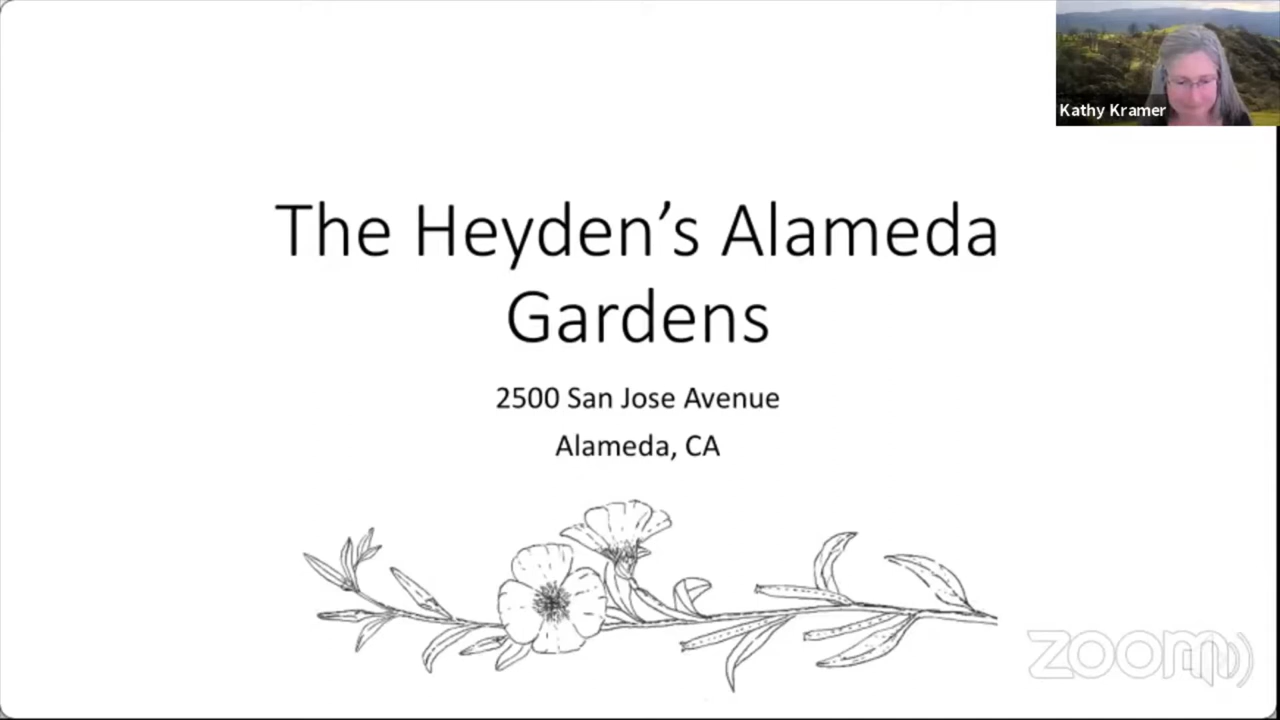 Kathy Kramer
The Heyden's Alameda
Gardens
2500 San Jose Avenue
Alameda, CA
zoom